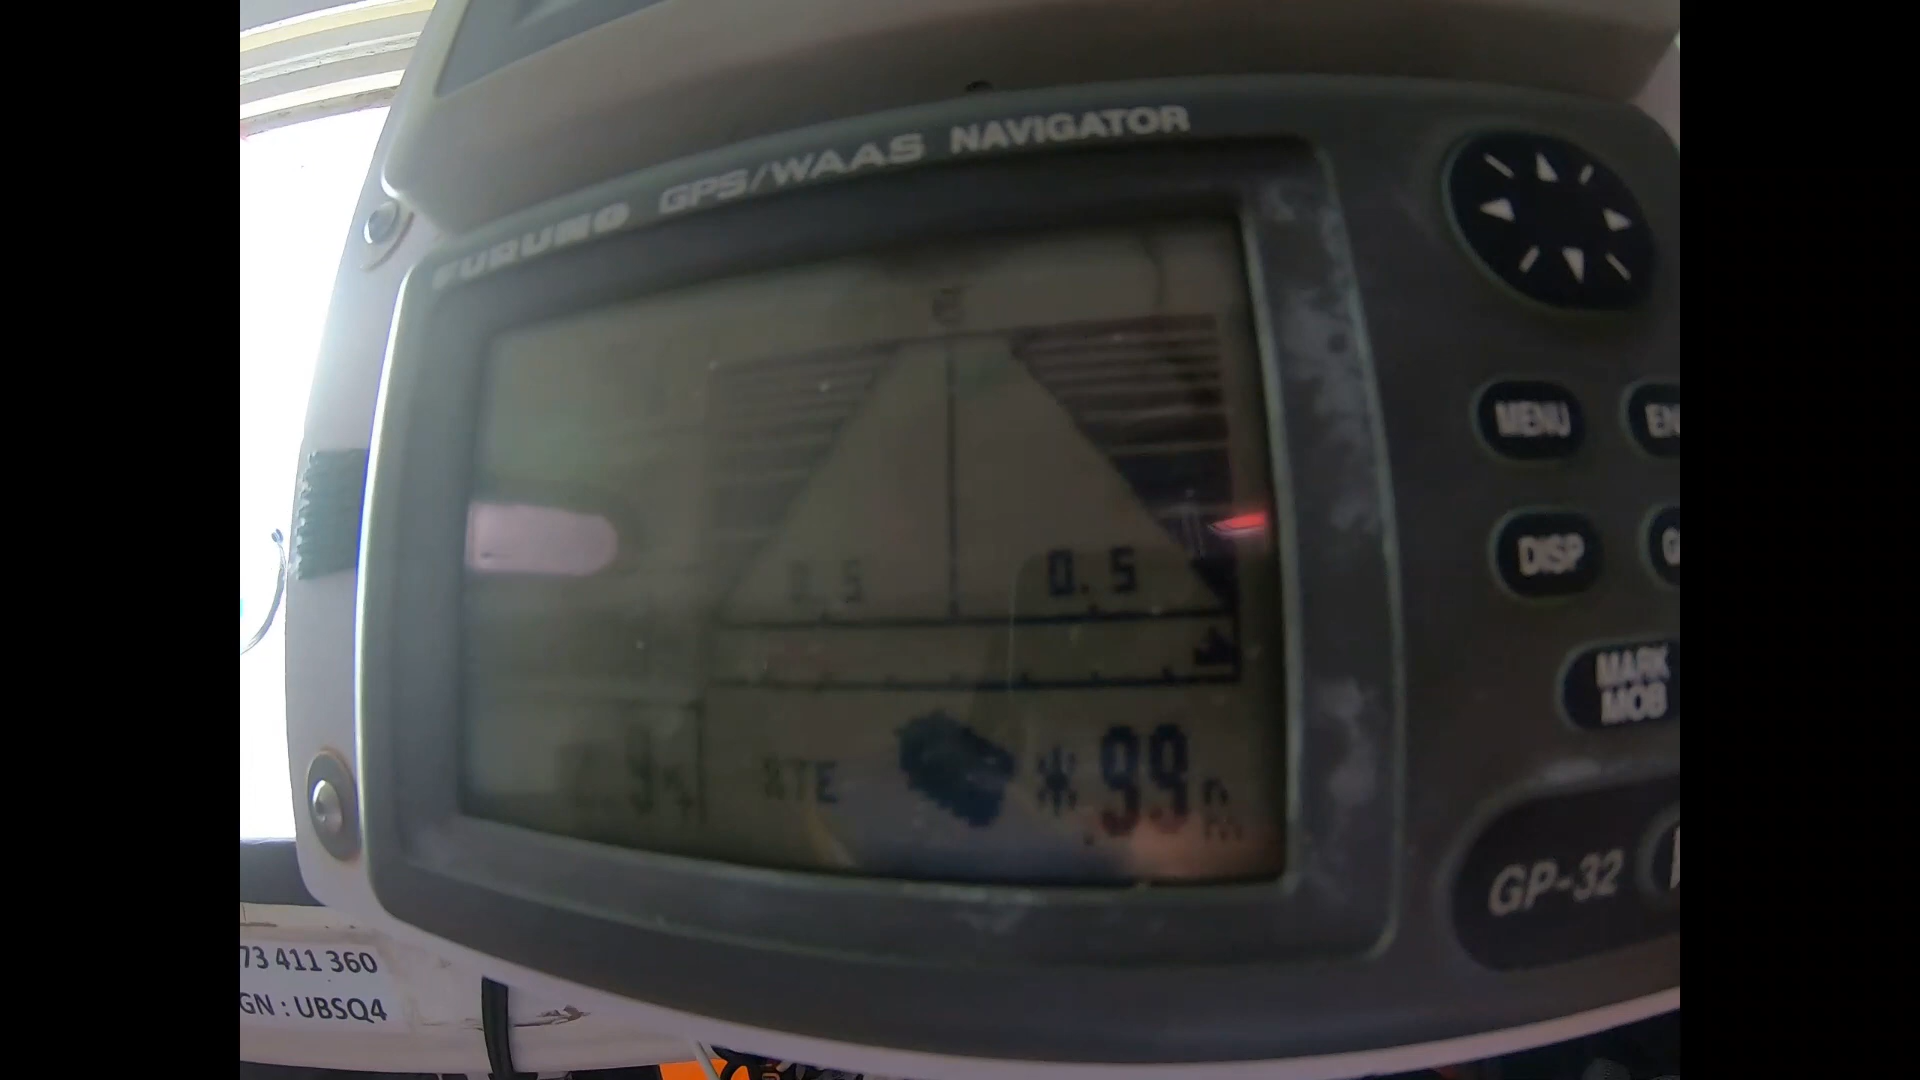 FURUNO GPS/WAAS NAVIGATOR
0.5 0.5
XTE *.99
MENU
DISP
MARK
MOB
GP-32
73 411 360
GN : UBSQ4